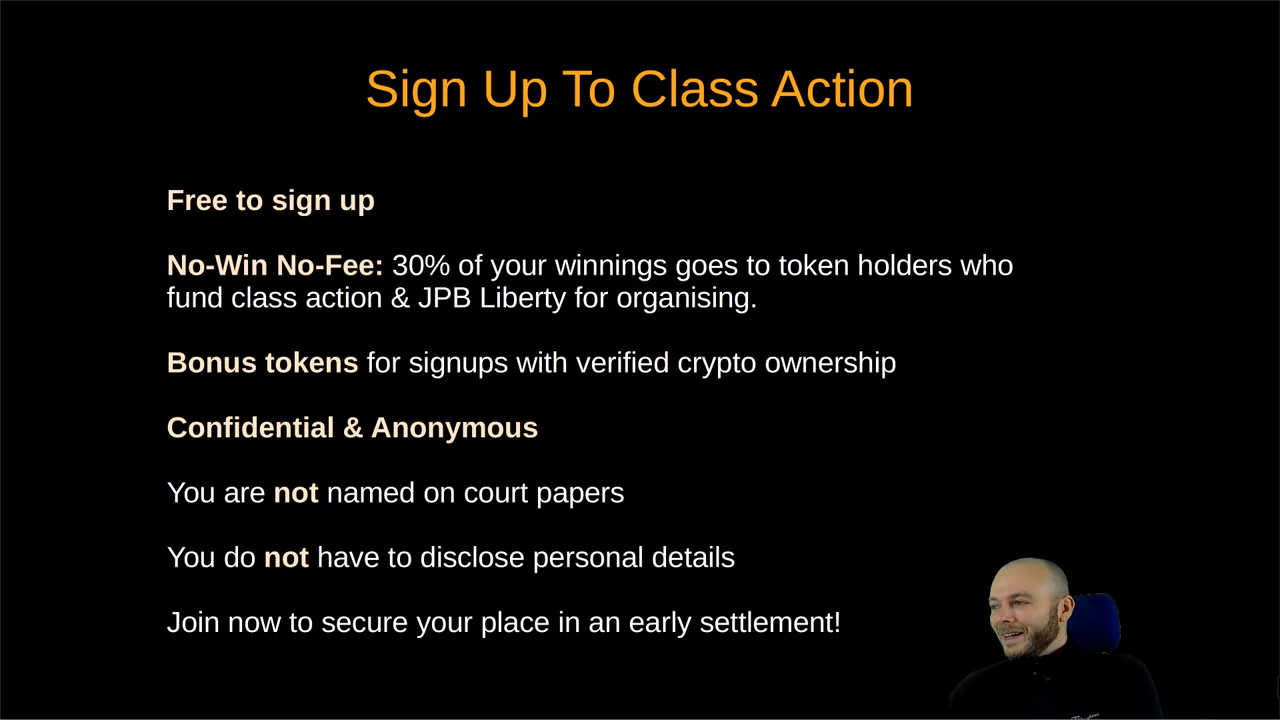 Sign Up To Class Action
Free to sign up
No-Win No-Fee: 30% of your winnings goes to token holders who
fund class action & JPB Liberty for organising.
Bonus tokens for signups with verified crypto ownership
Confidential & Anonymous
You are not named on court papers
You do not have to disclose personal details
Join now to secure your place in an early settlement!